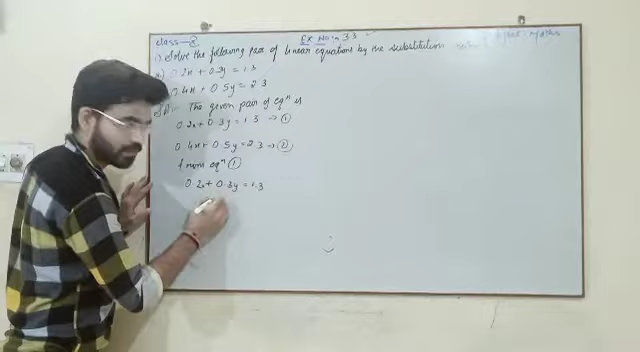 class-2
Ex No:- 3.3
1) Solve the following pair of linear equations by the substitution
0.2x + 0.3y = 1.3
0.4x + 0.5y = 2.3
Sol:- The given pair of eqⁿ is
0.2x + 0.3y = 1.3 → ①
0.4x + 0.5y = 2.3 → ②
from eqⁿ ①
0.2x + 0.3y = 1.3